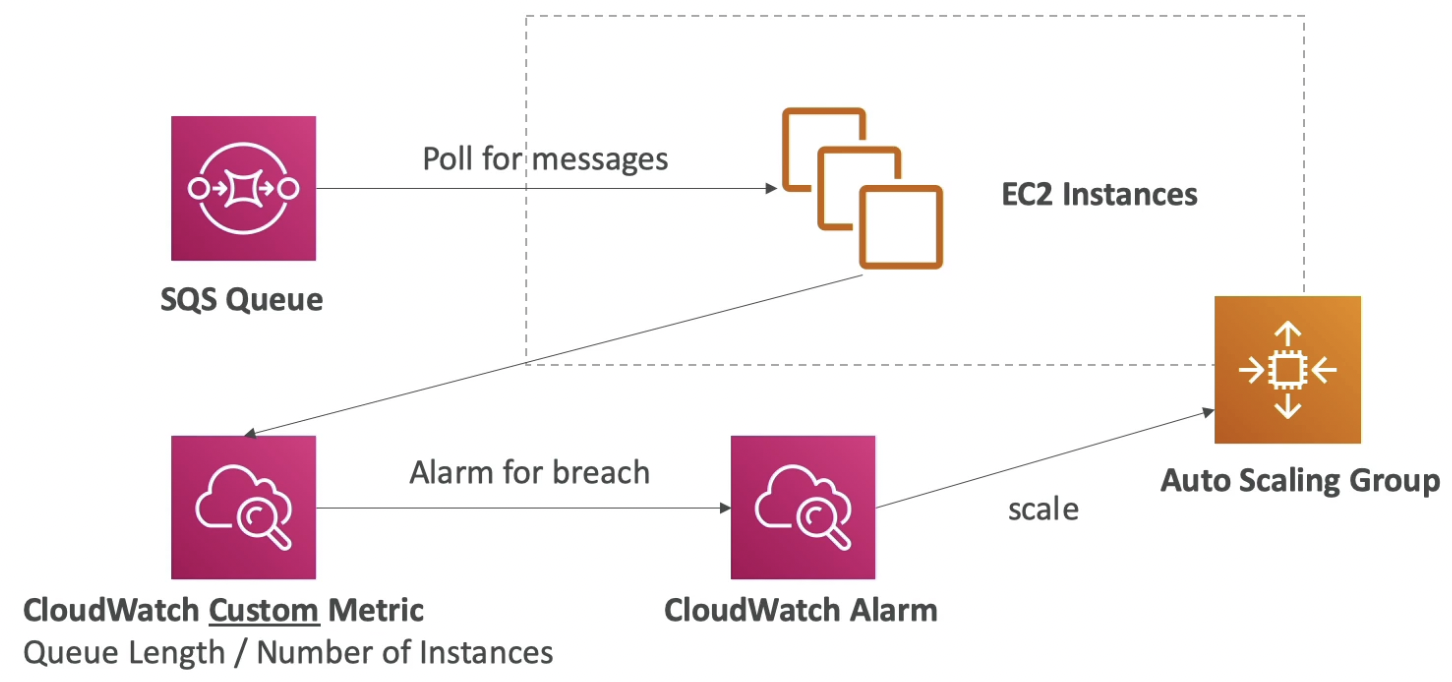 Poll for messages
EC2 Instances
SQS Queue
Alarm for breach
Auto Scaling Group
scale
CloudWatch Custom Metric
Queue Length / Number of Instances
CloudWatch Alarm